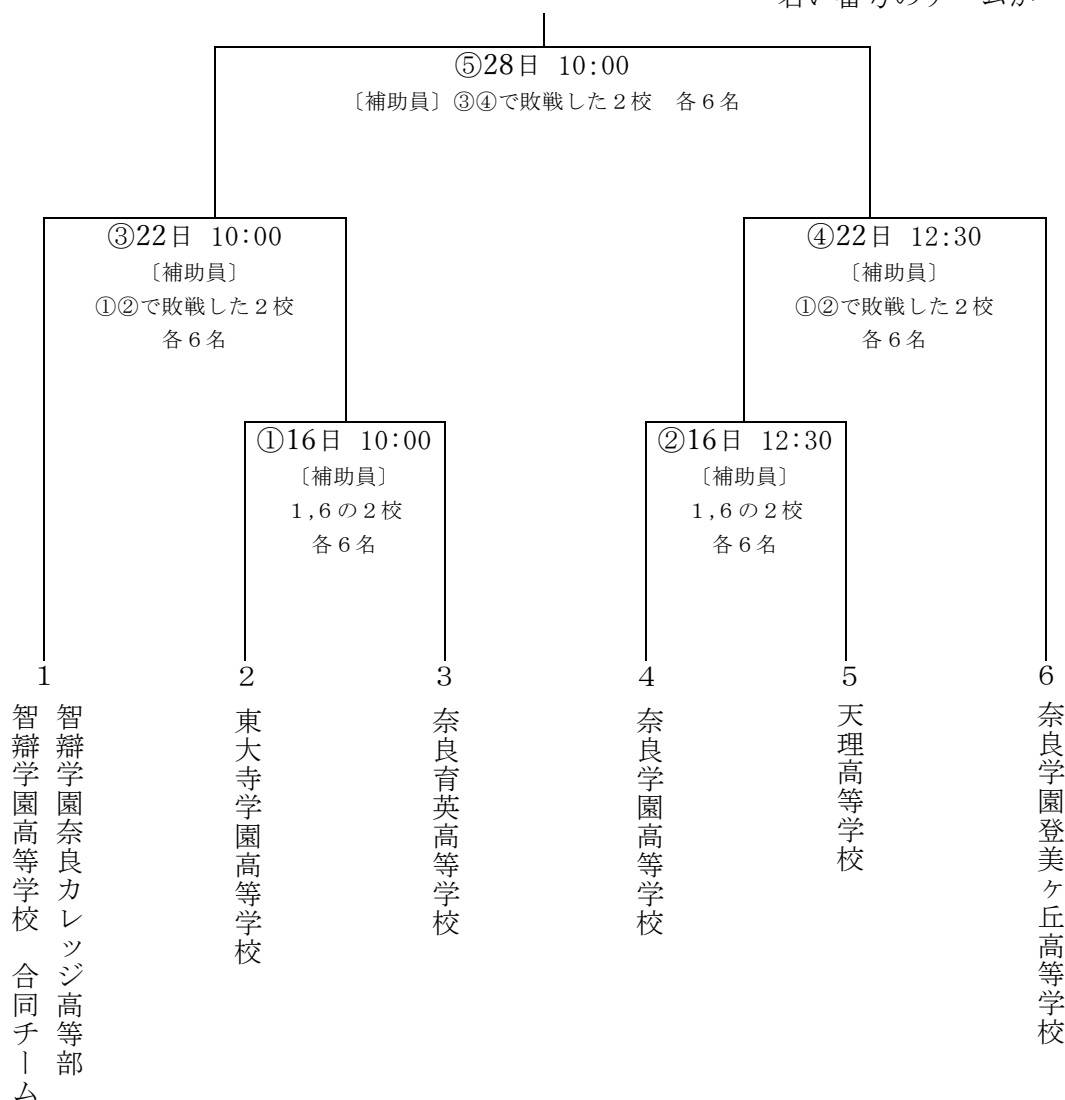 若い番号のチームが
⑤28日 10:00
〔補助員〕③④で敗戦した２校　各６名
③22日 10:00
〔補助員〕
①②で敗戦した２校
各６名
④22日 12:30
〔補助員〕
①②で敗戦した２校
各６名
①16日 10:00
〔補助員〕
１,６の２校
各６名
②16日 12:30
〔補助員〕
１,６の２校
各６名
１
智辯学園奈良カレッジ高等部
智辯学園高等学校　合同チーム
２
東大寺学園高等学校
３
奈良育英高等学校
４
奈良学園高等学校
５
天理高等学校
６
奈良学園登美ヶ丘高等学校